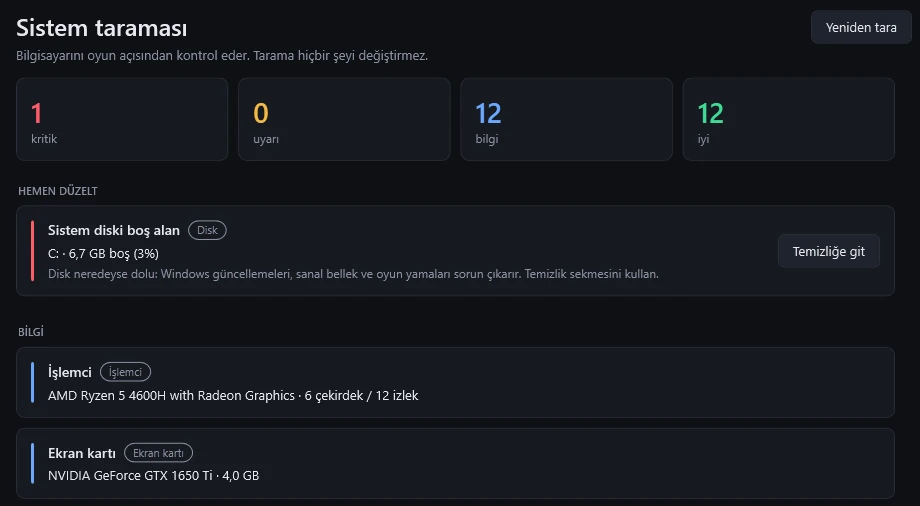 Sistem taraması
Yeniden tara
Bilgisayarını oyun açısından kontrol eder. Tarama hiçbir şeyi değiştirmez.
1
kritik
0
uyarı
12
bilgi
12
iyi
HEMEN DÜZELT
Sistem diski boş alan Disk
C: · 6,7 GB boş (3%)
Disk neredeyse dolu: Windows güncellemeleri, sanal bellek ve oyun yamaları sorun çıkarır. Temizlik sekmesini kullan.
Temizliğe git
BİLGİ
İşlemci İşlemci
AMD Ryzen 5 4600H with Radeon Graphics · 6 çekirdek / 12 izlek
Ekran kartı Ekran kartı
NVIDIA GeForce GTX 1650 Ti · 4,0 GB